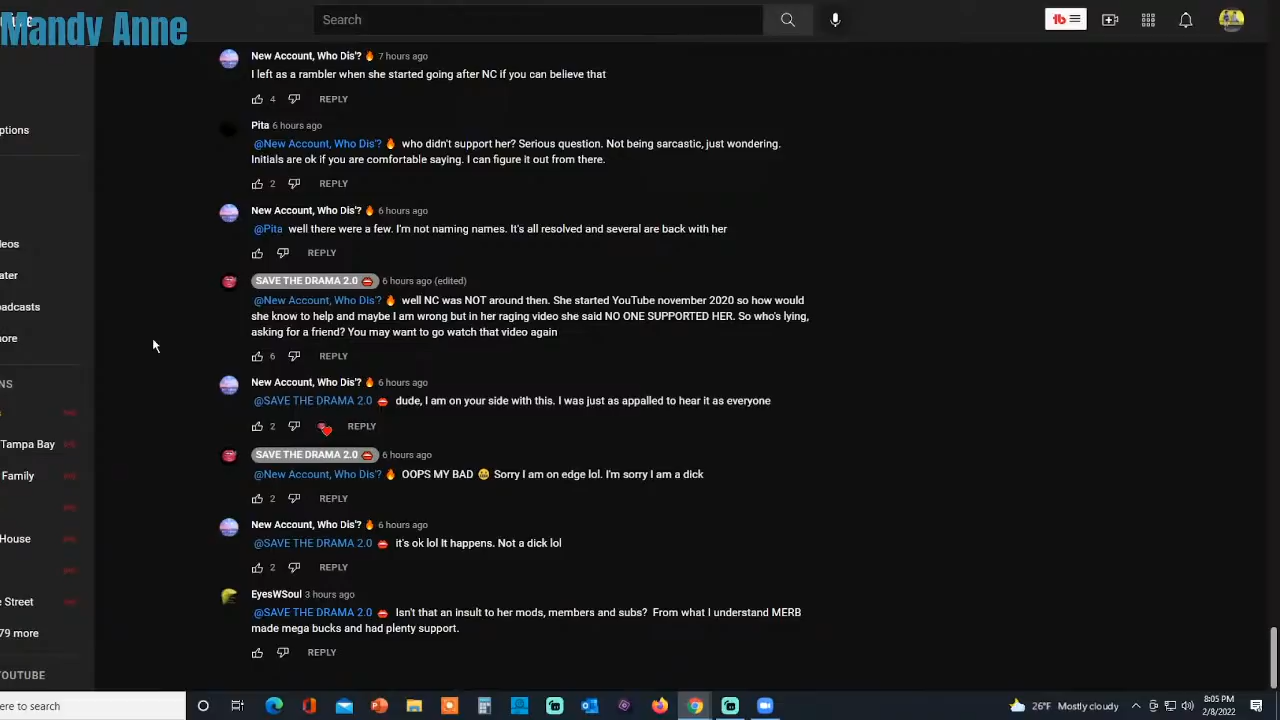 Mandy Anne
Search
New Account, Who Dis'? 7 hours ago
I left as a rambler when she started going after NC if you can believe that
4 REPLY
Pita 6 hours ago
@New Account, Who Dis'? who didn't support her? Serious question. Not being sarcastic, just wondering.
Initials are ok if you are comfortable saying. I can figure it out from there.
2 REPLY
New Account, Who Dis'? 6 hours ago
@Pita well there were a few. I'm not naming names. It's all resolved and several are back with her
REPLY
SAVE THE DRAMA 2.0 6 hours ago (edited)
@New Account, Who Dis'? well NC was NOT around then. She started YouTube november 2020 so how would
she know to help and maybe I am wrong but in her raging video she said NO ONE SUPPORTED HER. So who's lying,
asking for a friend? You may want to go watch that video again
6 REPLY
New Account, Who Dis'? 6 hours ago
@SAVE THE DRAMA 2.0 dude, I am on your side with this. I was just as appalled to hear it as everyone
2 REPLY
SAVE THE DRAMA 2.0 6 hours ago
@New Account, Who Dis'? OOPS MY BAD Sorry I am on edge lol. I'm sorry I am a dick
2 REPLY
New Account, Who Dis'? 6 hours ago
@SAVE THE DRAMA 2.0 it's ok lol It happens. Not a dick lol
2 REPLY
EyesWSoul 3 hours ago
@SAVE THE DRAMA 2.0 Isn't that an insult to her mods, members and subs? From what I understand MERB
made mega bucks and had plenty support.
REPLY
ptions
eos
ater
oadcasts
ore
NS
Tampa Bay
Family
House
e Street
79 more
OUTUBE
ere to search
26°F Mostly cloudy
8:05 PM
2/8/2022